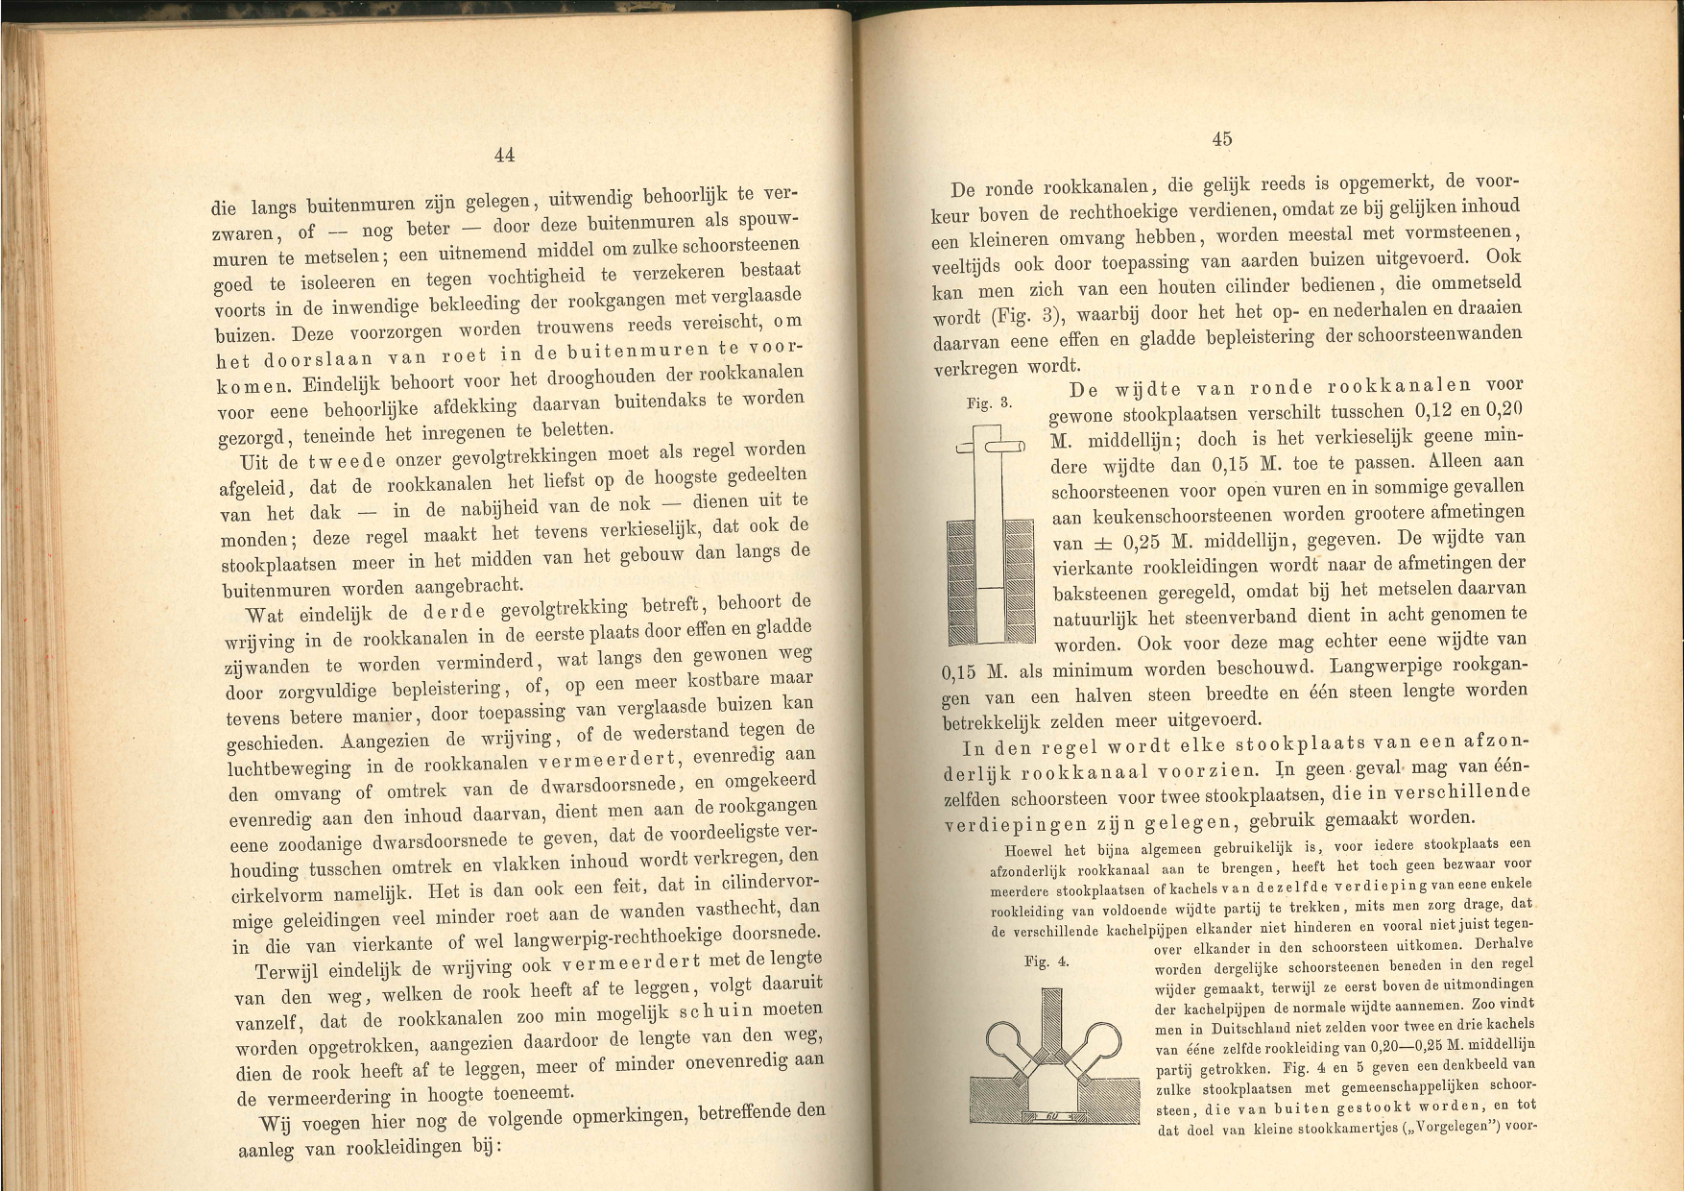 44
die langs buitenmuren zijn gelegen, uitwendig behoorlijk te ver-
zwaren, of — nog beter — door deze buitenmuren als spouw-
muren te metselen; een uitnemend middel om zulke schoorsteenen
goed te isoleeren en tegen vochtigheid te verzekeren bestaat
voorts in de inwendige bekleeding der rookgangen met verglaasde
buizen. Deze voorzorgen worden trouwens reeds vereischt, om
het doorslaan van roet in de buitenmuren te voor-
komen. Eindelijk behoort voor het drooghouden der rookkanalen
voor eene behoorlijke afdekking daarvan buitendaks te worden
gezorgd, teneinde het inregenen te beletten.
Uit de tweede onzer gevolgtrekkingen moet als regel worden
afgeleid, dat de rookkanalen het liefst op de hoogste gedeelten
van het dak — in de nabijheid van de nok — dienen uit te
monden; deze regel maakt het tevens verkieselijk, dat ook de
stookplaatsen meer in het midden van het gebouw dan langs de
buitenmuren worden aangebracht.
Wat eindelijk de derde gevolgtrekking betreft, behoort de
wrijving in de rookkanalen in de eerste plaats door effen en gladde
zijwanden te worden verminderd, wat langs den gewonen weg
door zorgvuldige bepleistering, of, op een meer kostbare maar
tevens betere manier, door toepassing van verglaasde buizen kan
geschieden. Aangezien de wrijving, of de wederstand tegen de
luchtbeweging in de rookkanalen vermeerdert, evenredig aan
den omvang of omtrek van de dwarsdoorsnede, en omgekeerd
evenredig aan den inhoud daarvan, dient men aan de rookgangen
eene zoodanige dwarsdoorsnede te geven, dat de voordeeligste ver-
houding tusschen omtrek en vlakken inhoud wordt verkregen, den
cirkelvorm namelijk. Het is dan ook een feit, dat in cilindervor-
mige geleidingen veel minder roet aan de wanden vasthecht, dan
in die van vierkante of wel langwerpig-rechthoekige doorsnede.
Terwijl eindelijk de wrijving ook vermeerdert met de lengte
van den weg, welken de rook heeft af te leggen, volgt daaruit
vanzelf, dat de rookkanalen zoo min mogelijk schuin moeten
worden opgetrokken, aangezien daardoor de lengte van den weg,
dien de rook heeft af te leggen, meer of minder onevenredig aan
de vermeerdering in hoogte toeneemt.
Wij voegen hier nog de volgende opmerkingen, betreffende den
aanleg van rookleidingen bij:
45
De ronde rookkanalen, die gelijk reeds is opgemerkt, de voor-
keur boven de rechthoekige verdienen, omdat ze bij gelijken inhoud
een kleineren omvang hebben, worden meestal met vormsteenen,
veeltijds ook door toepassing van aarden buizen uitgevoerd. Ook
kan men zich van een houten cilinder bedienen, die ommetseld
wordt (Fig. 3), waarbij door het het op- en nederhalen en draaien
daarvan eene effen en gladde bepleistering der schoorsteenwanden
verkregen wordt.
Fig. 3.
De wijdte van ronde rookkanalen voor
gewone stookplaatsen verschilt tusschen 0,12 en 0,20
M. middellijn; doch is het verkieselijk geene min-
dere wijdte dan 0,15 M. toe te passen. Alleen aan
schoorsteenen voor open vuren en in sommige gevallen
aan keukenschoorsteenen worden grootere afmetingen
van ± 0,25 M. middellijn, gegeven. De wijdte van
vierkante rookleidingen wordt naar de afmetingen der
baksteenen geregeld, omdat bij het metselen daarvan
natuurlijk het steenverband dient in acht genomen te
worden. Ook voor deze mag echter eene wijdte van
0,15 M. als minimum worden beschouwd. Langwerpige rookgan-
gen van een halven steen breedte en één steen lengte worden
betrekkelijk zelden meer uitgevoerd.
In den regel wordt elke stookplaats van een afzon-
derlijk rookkanaal voorzien. In geen geval mag van één-
zelfden schoorsteen voor twee stookplaatsen, die in verschillende
verdiepingen zijn gelegen, gebruik gemaakt worden.
Hoewel het bijna algemeen gebruikelijk is, voor iedere stookplaats een
afzonderlijk rookkanaal aan te brengen, heeft het toch geen bezwaar voor
meerdere stookplaatsen of kachels van dezelfde verdieping van eene enkele
rookleiding van voldoende wijdte partij te trekken, mits men zorg drage, dat
de verschillende kachelpijpen elkander niet hinderen en vooral niet juist tegen-
over elkander in den schoorsteen uitkomen. Derhalve
Fig. 4.
worden dergelijke schoorsteenen beneden in den regel
wijder gemaakt, terwijl ze eerst boven de uitmondingen
der kachelpijpen de normale wijdte aannemen. Zoo vindt
men in Duitschland niet zelden voor twee en drie kachels
van ééne zelfde rookleiding van 0,20—0,25 M. middellijn
partij getrokken. Fig. 4 en 5 geven een denkbeeld van
zulke stookplaatsen met gemeenschappelijken schoor-
steen, die van buiten gestookt worden, en tot
dat doel van kleine stookkamertjes („Vorgelegen”) voor-